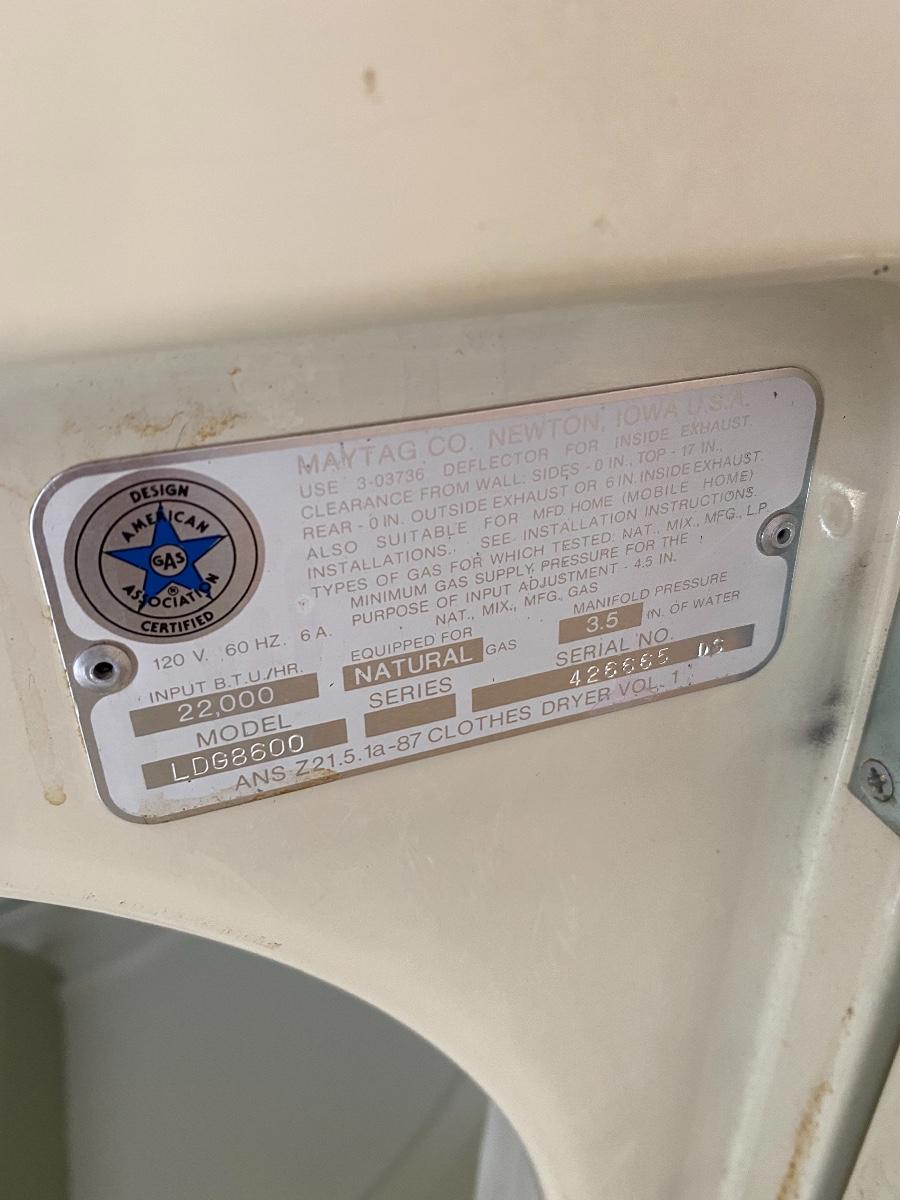 DESIGN
AMERICAN
GAS
®
ASSOCIATION
CERTIFIED
MAYTAG CO. NEWTON, IOWA U.S.A.
USE 3-03736 DEFLECTOR FOR INSIDE EXHAUST.
CLEARANCE FROM WALL: SIDES - 0 IN., TOP - 17 IN.,
REAR - 0 IN. OUTSIDE EXHAUST OR 6 IN. INSIDE EXHAUST.
ALSO SUITABLE FOR MFD. HOME (MOBILE HOME)
INSTALLATIONS. SEE INSTALLATION INSTRUCTIONS.
TYPES OF GAS FOR WHICH TESTED: NAT., MIX., MFG., L.P.
MINIMUM GAS SUPPLY PRESSURE FOR THE
PURPOSE OF INPUT ADJUSTMENT - 4.5 IN.
NAT., MIX., MFG. GAS
120 V. 60 HZ. 6 A.
INPUT B.T.U./HR.
22,000
EQUIPPED FOR
NATURAL GAS
MANIFOLD PRESSURE
3.5 IN. OF WATER
MODEL
LDG8600
SERIES
SERIAL NO.
426665
ANS Z21.5.1a-87 CLOTHES DRYER VOL. 1